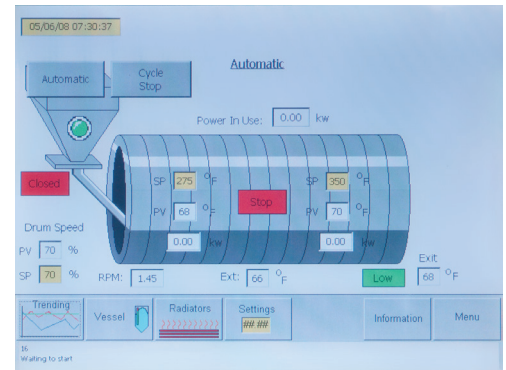 05/06/08 07:30:37
Automatic
Automatic
Cycle
Stop
Power In Use: 0.00 kw
Closed
SP 275 °F
SP 350 °F
Stop
PV 68 °F
PV 70 °F
0.00 kw
0.00 kw
Drum Speed
PV 70 %
SP 70 %
RPM: 1.45
Ext: 66 °F
Low
Exit
68 °F
Trending
Vessel
Radiators
Settings
##.##
Information
Menu
16
Waiting to start